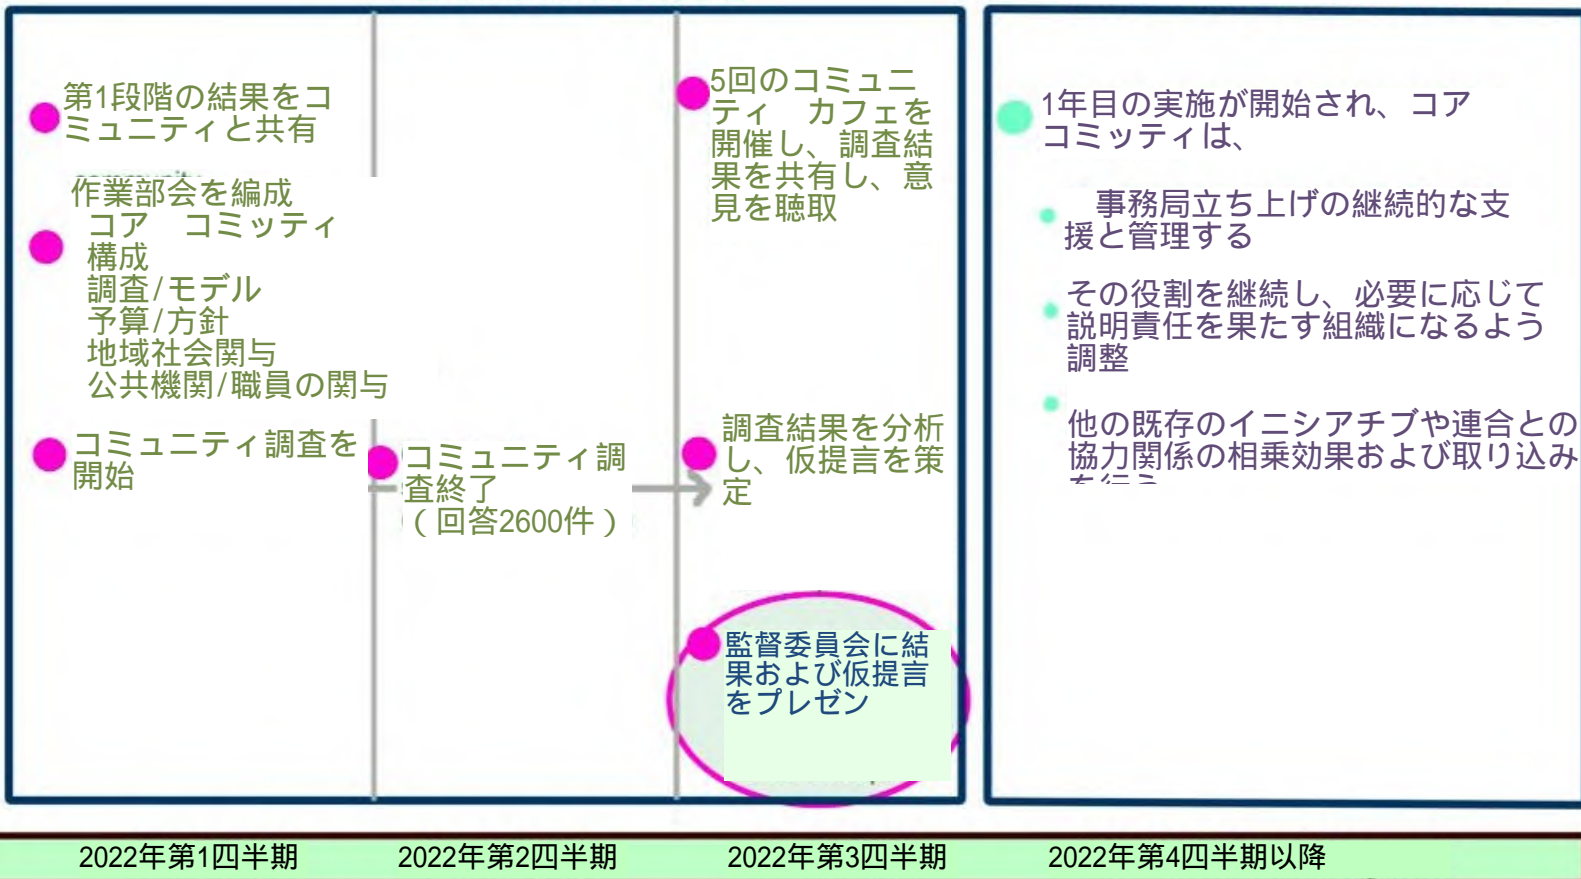 第1段階の結果をコ
ミュニティと共有
作業部会を編成
コア　コミッティ
構成
調査/モデル
予算/方針
地域社会関与
公共機関/職員の関与
コミュニティ調査を
開始
コミュニティ調
査終了
（回答2600件）
5回のコミュニ
ティ　カフェを
開催し、調査結
果を共有し、意
見を聴取
調査結果を分析
し、仮提言を策
定
監督委員会に結
果および仮提言
をプレゼン
1年目の実施が開始され、コア
コミッティは、
事務局立ち上げの継続的な支
援と管理する
その役割を継続し、必要に応じて
説明責任を果たす組織になるよう
調整
他の既存のイニシアチブや連合との
協力関係の相乗効果および取り込み
を行う
2022年第1四半期
2022年第2四半期
2022年第3四半期
2022年第4四半期以降